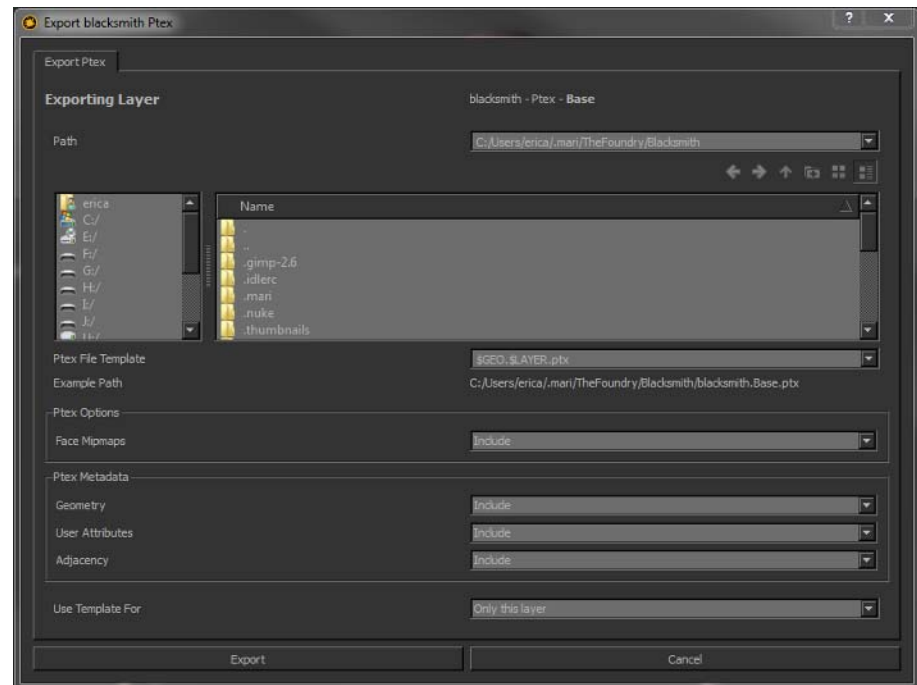 Export blacksmith Ptex
Export Ptex
Exporting Layer
blacksmith - Ptex - Base
Path
C:/Users/erica/.mari/TheFoundry/Blacksmith
erica
C:/
E:/
F:/
G:/
H:/
I:/
J:/
Name
.
..
.gimp-2.6
.idlerc
.mari
.nuke
.thumbnails
Ptex File Template
$GEO.$LAYER.ptx
Example Path
C:/Users/erica/.mari/TheFoundry/Blacksmith/blacksmith.Base.ptx
Ptex Options
Face Mipmaps
Include
Ptex Metadata
Geometry
Include
User Attributes
Include
Adjacency
Include
Use Template For
Only this layer
Export
Cancel